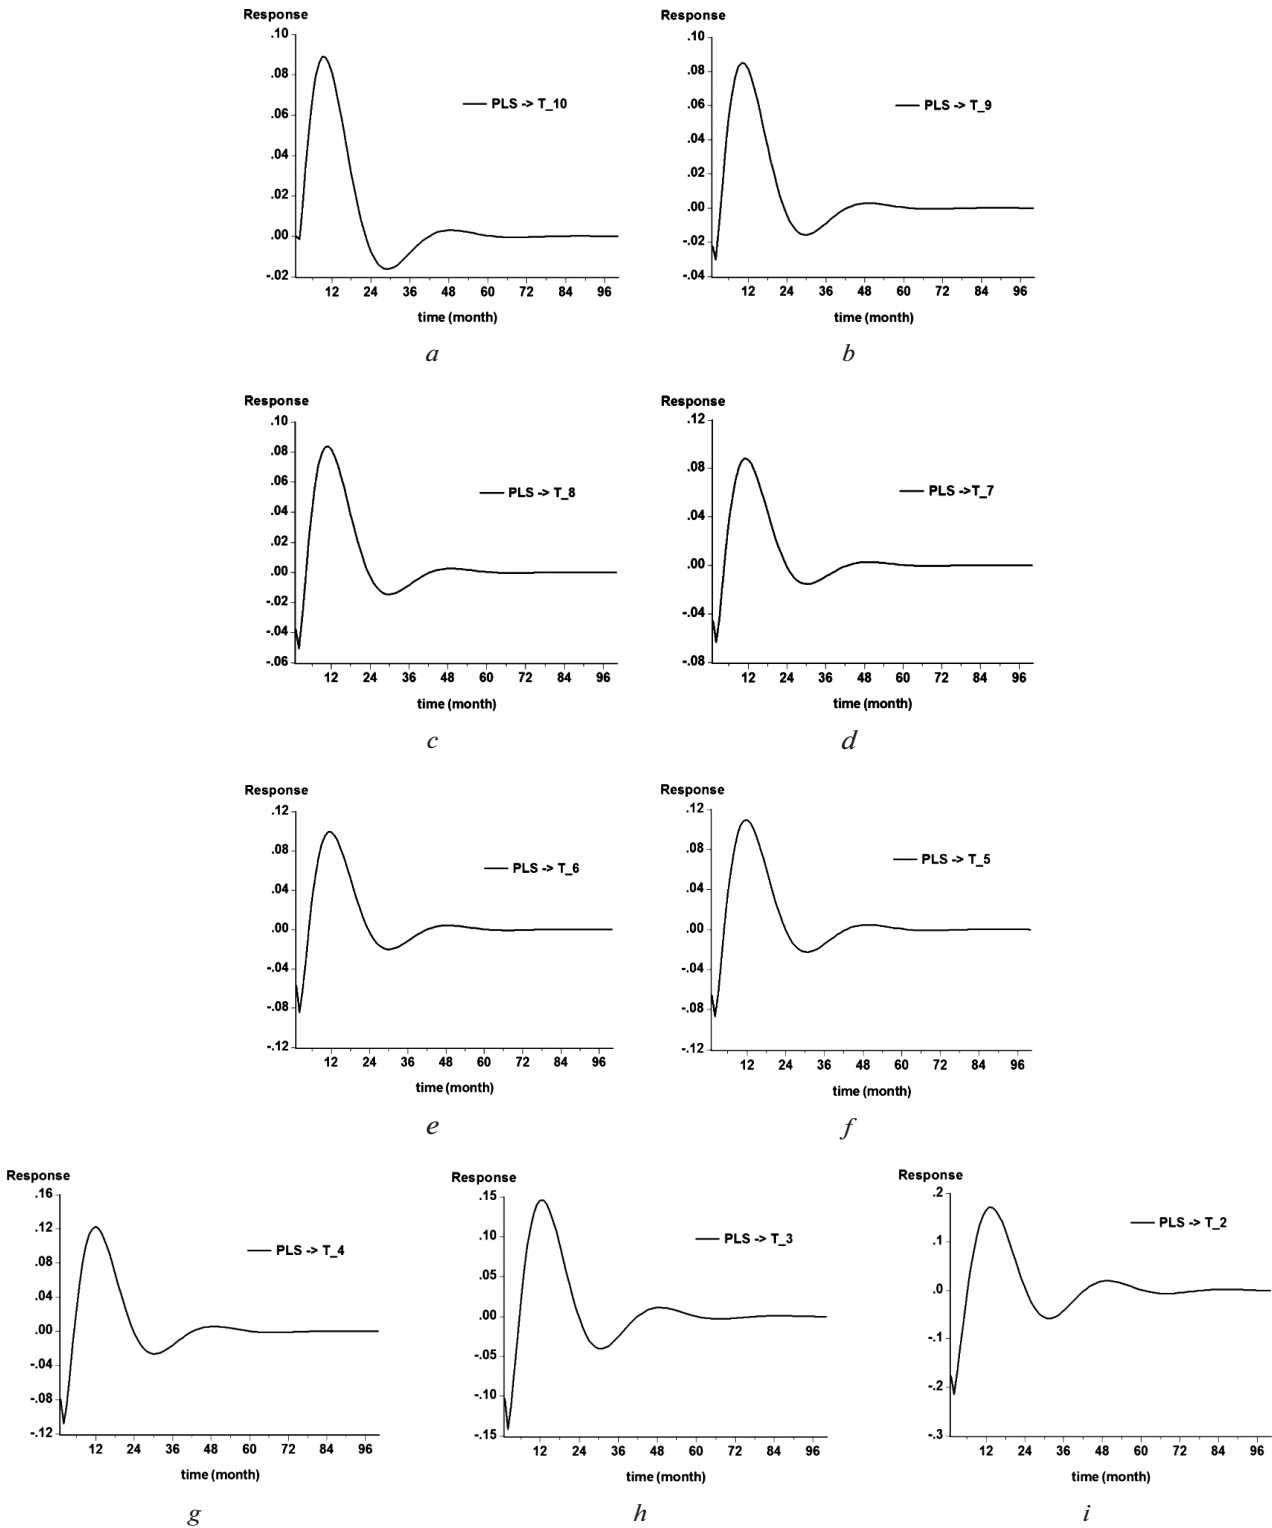 Response
.10
.08
.06
.04
.02
.00
-.02
PLS -> T_10
12 24 36 48 60 72 84 96
time (month)
a
Response
.10
.08
.06
.04
.02
.00
-.02
-.04
PLS -> T_9
12 24 36 48 60 72 84 96
time (month)
b
Response
.10
.08
.06
.04
.02
.00
-.02
-.04
-.06
PLS -> T_8
12 24 36 48 60 72 84 96
time (month)
c
Response
.12
.08
.04
.00
-.04
-.08
PLS ->T_7
12 24 36 48 60 72 84 96
time (month)
d
Response
.12
.08
.04
.00
-.04
-.08
-.12
PLS -> T_6
12 24 36 48 60 72 84 96
time (month)
e
Response
.12
.08
.04
.00
-.04
-.08
-.12
PLS -> T_5
12 24 36 48 60 72 84 96
time (month)
f
Response
.16
.12
.08
.04
.00
-.04
-.08
-.12
PLS -> T_4
12 24 36 48 60 72 84 96
time (month)
g
Response
.15
.10
.05
.00
-.05
-.10
-.15
PLS -> T_3
12 24 36 48 60 72 84 96
time (month)
h
Response
.2
.1
.0
-.1
-.2
-.3
PLS -> T_2
12 24 36 48 60 72 84 96
time (month)
i